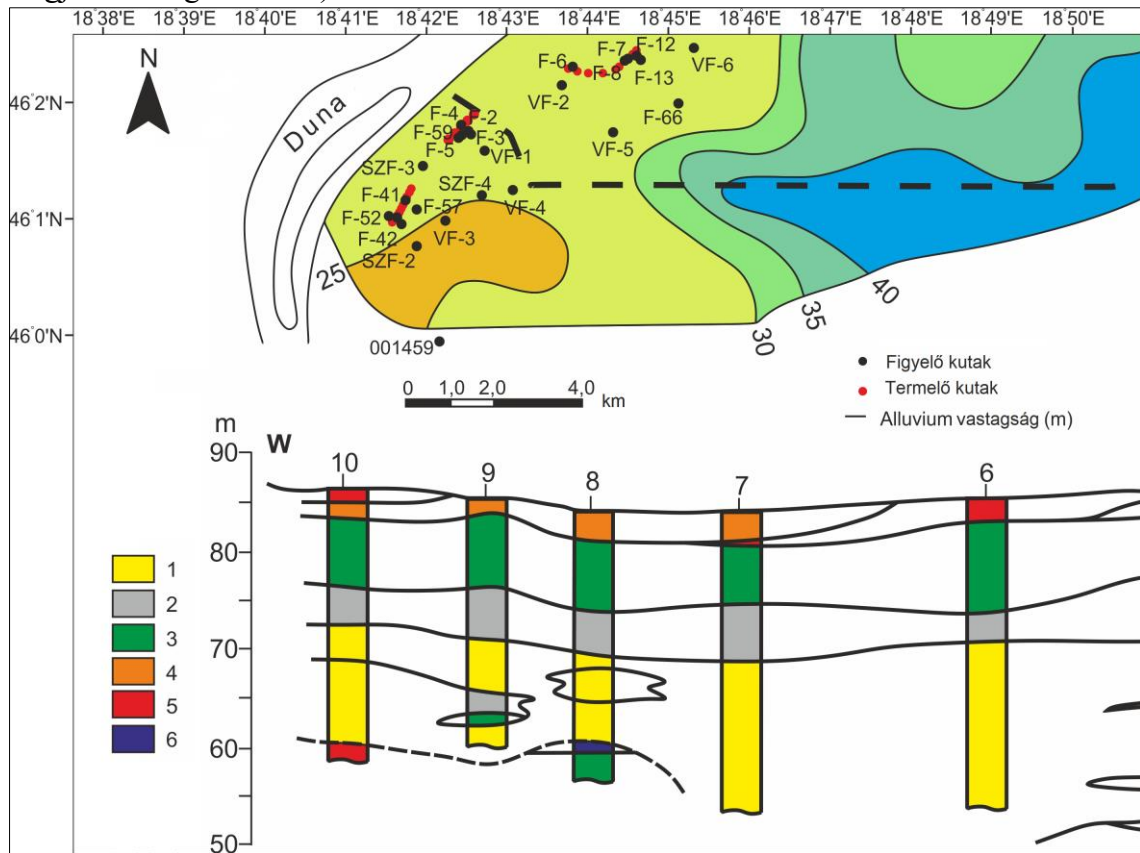 18°38'E 18°39'E 18°40'E 18°41'E 18°42'E 18°43'E 18°44'E 18°45'E 18°46'E 18°47'E 18°48'E 18°49'E 18°50'E
N
46°2'N
46°1'N
46°0'N
Duna
F-12
F-7
F-6
F-8
F-13
VF-6
VF-2
F-66
F-4
F-2
F-59
F-3
F-5
VF-1
VF-5
SZF-3
SZF-4
F-41
F-57
VF-4
F-52
F-42
VF-3
SZF-2
25
40
35
30
001459
0 1,0 2,0 4,0
km
Figyelő kutak
Termelő kutak
Alluvium vastagság (m)
m
W
90
80
70
60
50
10
9
8
7
6
1
2
3
4
5
6